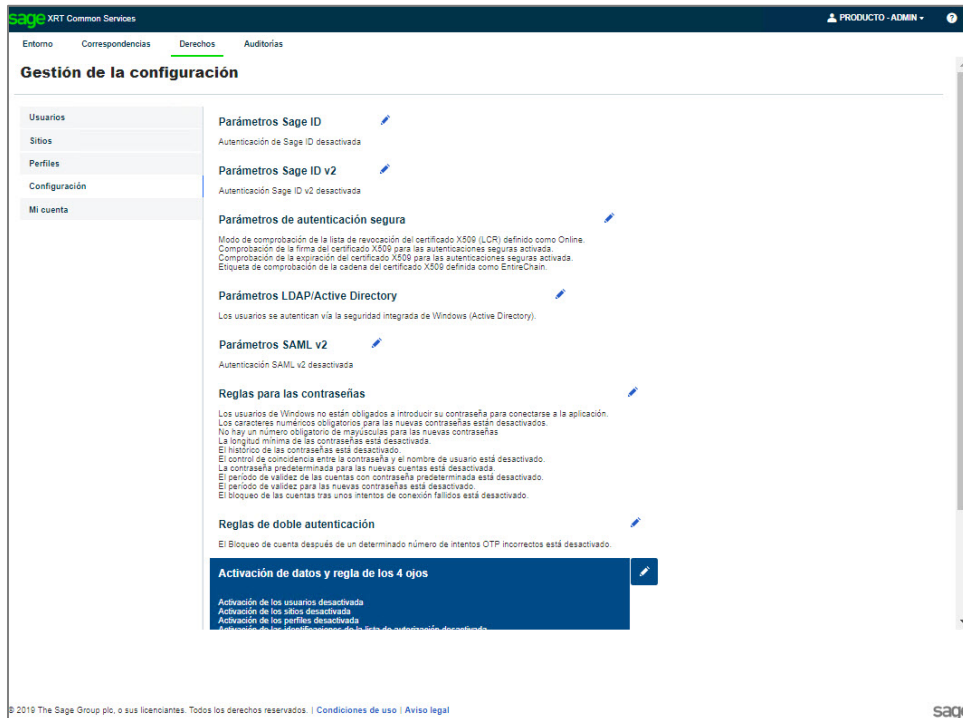 sage XRT Common Services
PRODUCTO - ADMIN
?
Entorno Correspondencias Derechos Auditorías
Gestión de la configuración
Usuarios
Sitios
Perfiles
Configuración
Mi cuenta
Parámetros Sage ID
Autenticación de Sage ID desactivada
Parámetros Sage ID v2
Autenticación Sage ID v2 desactivada
Parámetros de autenticación segura
Modo de comprobación de la lista de revocación del certificado X509 (LCR) definido como Online.
Comprobación de la firma del certificado X509 para las autenticaciones seguras activada.
Comprobación de la expiración del certificado X509 para las autenticaciones seguras activada.
Etiqueta de comprobación de la cadena del certificado X509 definida como EntireChain.
Parámetros LDAP/Active Directory
Los usuarios se autentican vía la seguridad integrada de Windows (Active Directory).
Parámetros SAML v2
Autenticación SAML v2 desactivada
Reglas para las contraseñas
Los usuarios de Windows no están obligados a introducir su contraseña para conectarse a la aplicación.
Los caracteres numéricos obligatorios para las nuevas contraseñas están desactivados.
No hay un número obligatorio de mayúsculas para las nuevas contraseñas
La longitud mínima de las contraseñas está desactivada.
El histórico de las contraseñas está desactivado.
El control de coincidencia entre la contraseña y el nombre de usuario está desactivado.
La contraseña predeterminada para las nuevas cuentas está desactivada.
El período de validez de las cuentas con contraseña predeterminada está desactivado.
El período de validez para las nuevas contraseñas está desactivado.
El bloqueo de las cuentas tras unos intentos de conexión fallidos está desactivado.
Reglas de doble autenticación
El Bloqueo de cuenta después de un determinado número de intentos OTP incorrectos está desactivado.
Activación de datos y regla de los 4 ojos
Activación de los usuarios desactivada
Activación de los sitios desactivada
Activación de los perfiles desactivada
Activación de las identificaciones de la lista de autorización desactivada
© 2019 The Sage Group plc, o sus licenciantes. Todos los derechos reservados. | Condiciones de uso | Aviso legal
sage